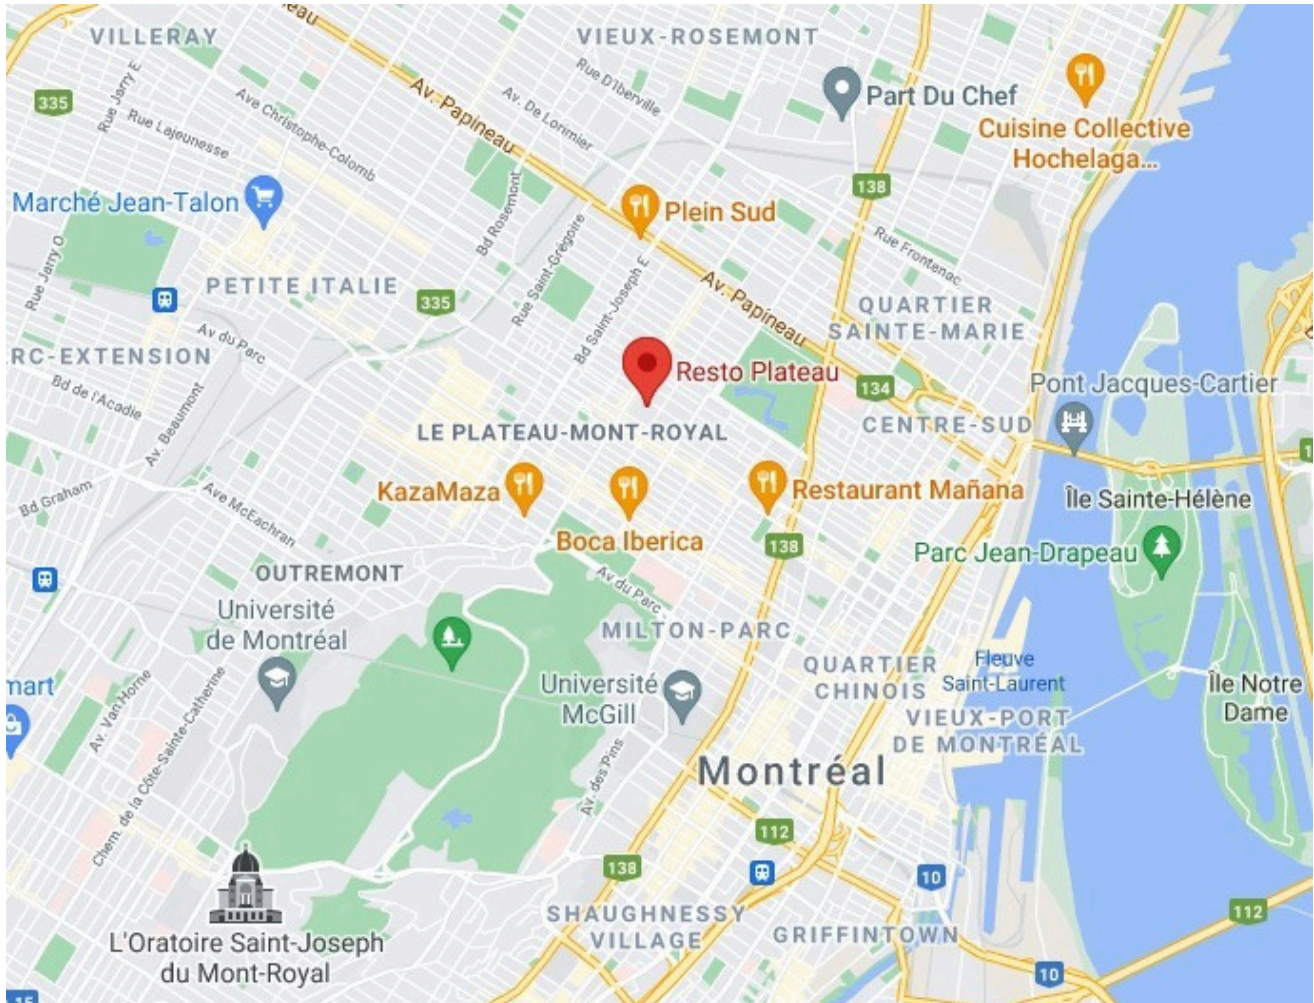 eau
VILLERAY
VIEUX-ROSEMONT
Rue D'Iberville
335
Rue Jarry E
Av. Papineau
Av. De Lorimier
Part Du Chef
Cuisine Collective
Hochelaga...
Ave Christophe-Colomb
Rue Lajeunesse
138
Marché Jean-Talon
Bd Rosemont
Plein Sud
Rue Jarry O
Rue Saint-Grégoire
Rue Frontenac
PETITE ITALIE
335
Bd Saint-Joseph E
Av. Papineau
QUARTIER
SAINTE-MARIE
RC-EXTENSION
Av du Parc
Resto Plateau
134
Pont Jacques-Cartier
Bd de l'Acadie
Av. Beaumont
LE PLATEAU-MONT-ROYAL
CENTRE-SUD
1
KazaMaza
Restaurant Mañana
Île Sainte-Hélène
Bd Graham
Ave McEachran
Boca Iberica
138
Parc Jean-Drapeau
OUTREMONT
Av du Parc
Université
de Montréal
MILTON-PARC
QUARTIER
CHINOIS
Fleuve
Saint-Laurent
mart
Université
McGill
Île Notre
Dame
Av. Van Horne
Chem. de la Côte-Sainte-Catherine
VIEUX-PORT
DE MONTRÉAL
Montréal
Av. des Pins
112
138
10
SHAUGHNESSY
VILLAGE
GRIFFINTOWN
112
L'Oratoire Saint-Joseph
du Mont-Royal
10
15